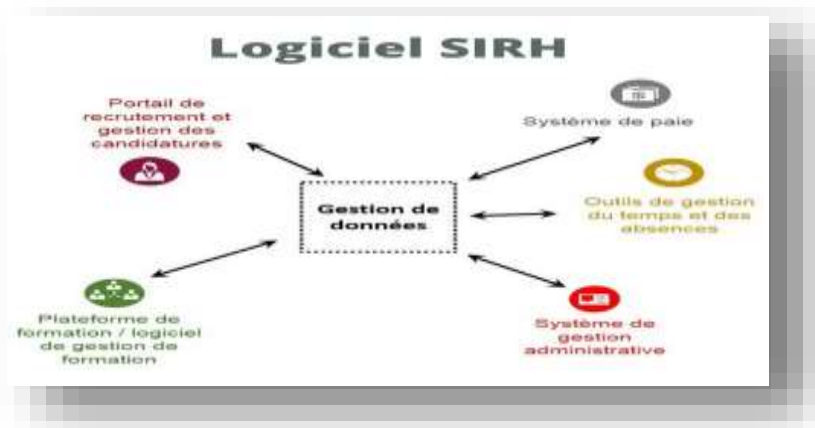 Logiciel SIRH
Portail de
recrutement et
gestion des
candidatures
Système de paie
Outils de gestion
du temps et des
absences
Gestion de
données
Plateforme de
formation / logiciel
de gestion de
formation
Système de
gestion
administrative